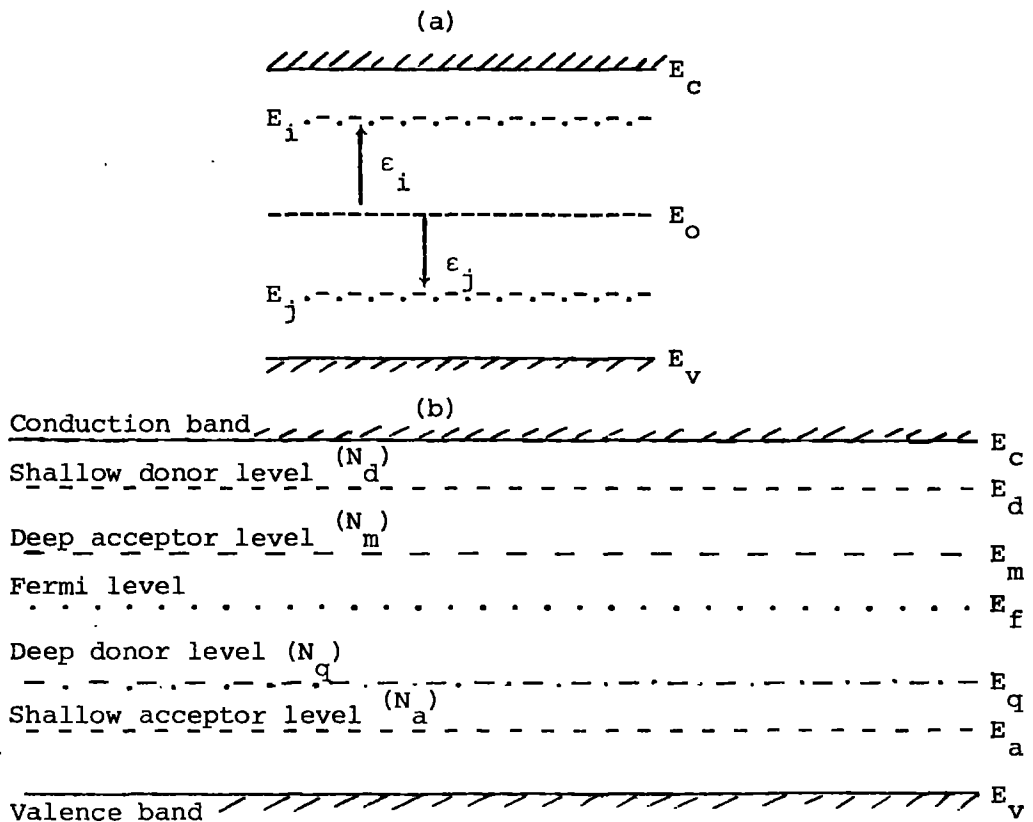 (a)
E_c
E_i
ε_i
E_o
ε_j
E_j
E_v
(b)
Conduction band
E_c
Shallow donor level (N_d)
E_d
Deep acceptor level (N_m)
E_m
Fermi level
E_f
Deep donor level (N_q)
E_q
Shallow acceptor level (N_a)
E_a
Valence band
E_v